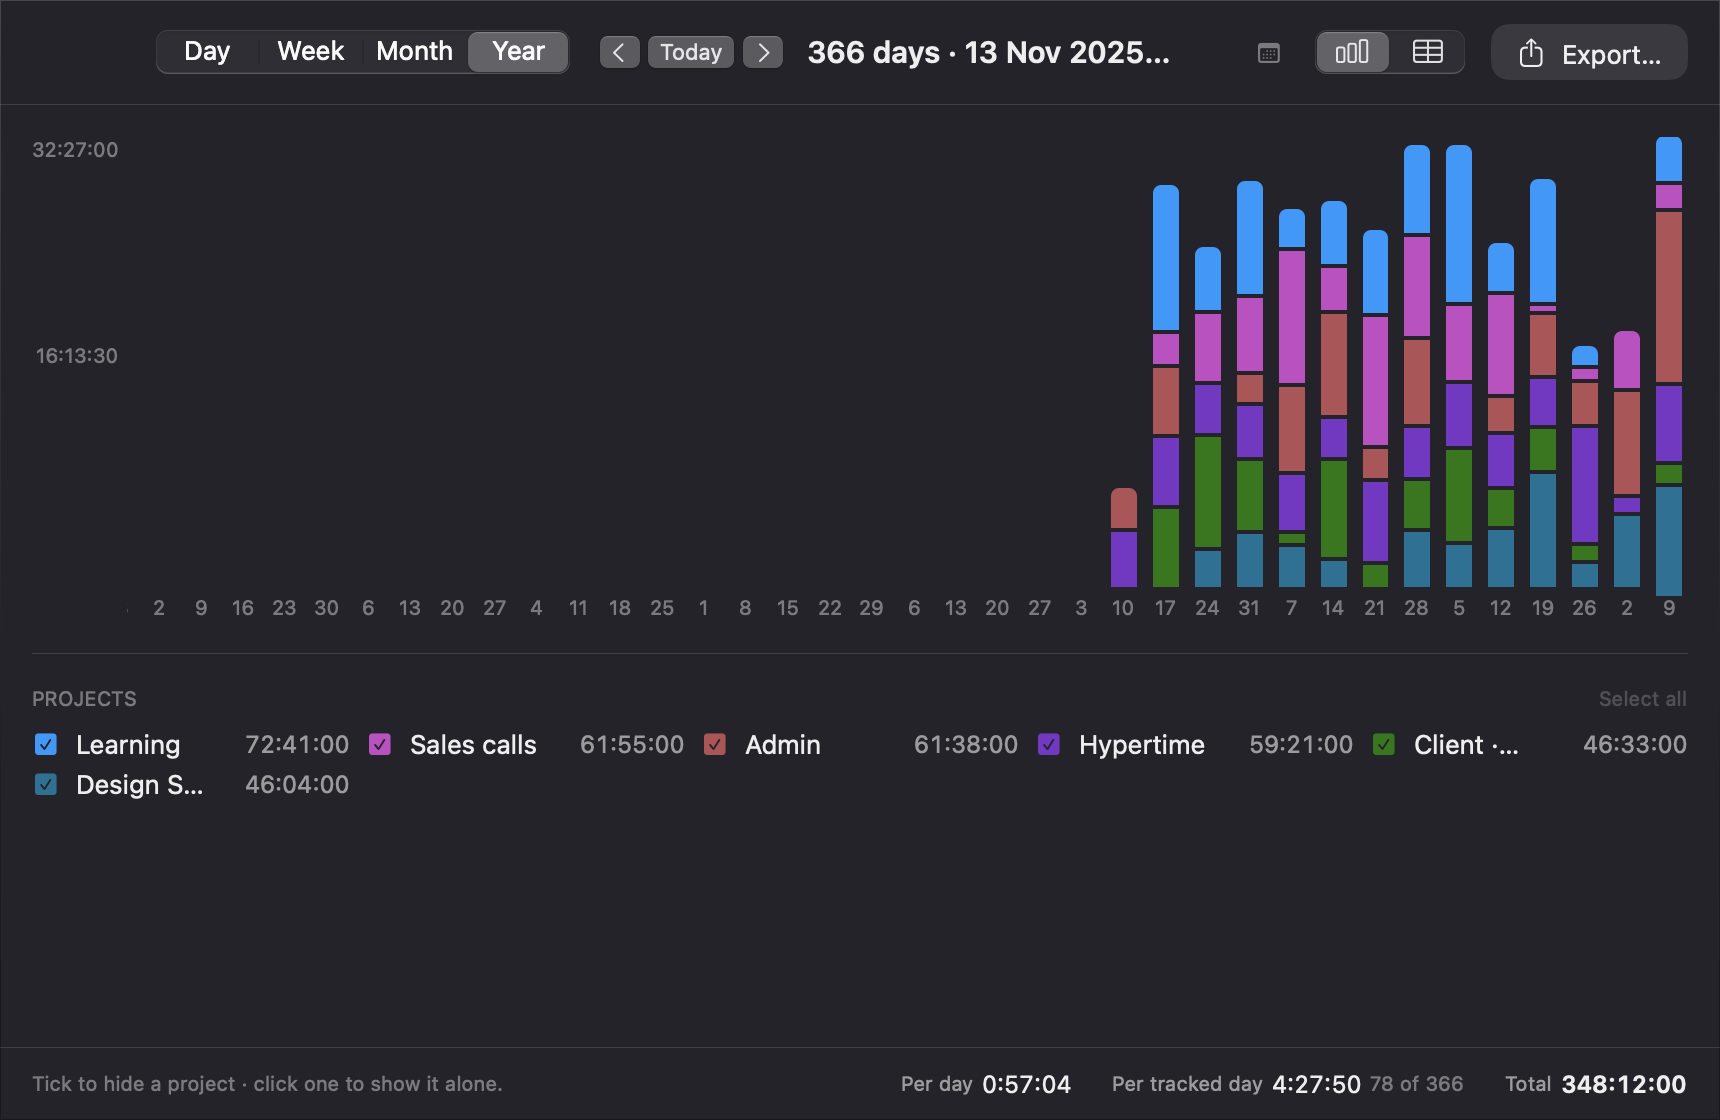 Day Week Month Year Today 366 days · 13 Nov 2025... Export...
32:27:00
16:13:30
2 9 16 23 30 6 13 20 27 4 11 18 25 1 8 15 22 29 6 13 20 27 3 10 17 24 31 7 14 21 28 5 12 19 26 2 9
PROJECTS Select all
Learning 72:41:00 Sales calls 61:55:00 Admin 61:38:00 Hypertime 59:21:00 Client ·... 46:33:00
Design S... 46:04:00
Tick to hide a project · click one to show it alone. Per day 0:57:04 Per tracked day 4:27:50 78 of 366 Total 348:12:00